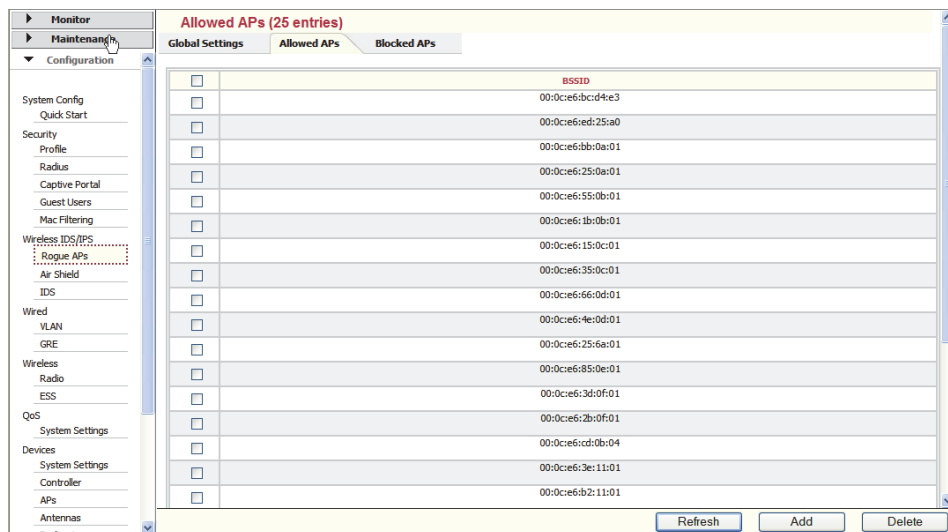 Monitor
Maintenance
Configuration
System Config
Quick Start
Security
Profile
Radius
Captive Portal
Guest Users
Mac Filtering
Wireless IDS/IPS
Rogue APs
Air Shield
IDS
Wired
VLAN
GRE
Wireless
Radio
ESS
QoS
System Settings
Devices
System Settings
Controller
APs
Antennas
Allowed APs (25 entries)
Global Settings Allowed APs Blocked APs
BSSID
00:0c:e6:bc:d4:e3
00:0c:e6:ed:25:a0
00:0c:e6:bb:0a:01
00:0c:e6:25:0a:01
00:0c:e6:55:0b:01
00:0c:e6:1b:0b:01
00:0c:e6:15:0c:01
00:0c:e6:35:0c:01
00:0c:e6:66:0d:01
00:0c:e6:4e:0d:01
00:0c:e6:25:6a:01
00:0c:e6:85:0e:01
00:0c:e6:3d:0f:01
00:0c:e6:2b:0f:01
00:0c:e6:cd:0b:04
00:0c:e6:3e:11:01
00:0c:e6:b2:11:01
Refresh Add Delete